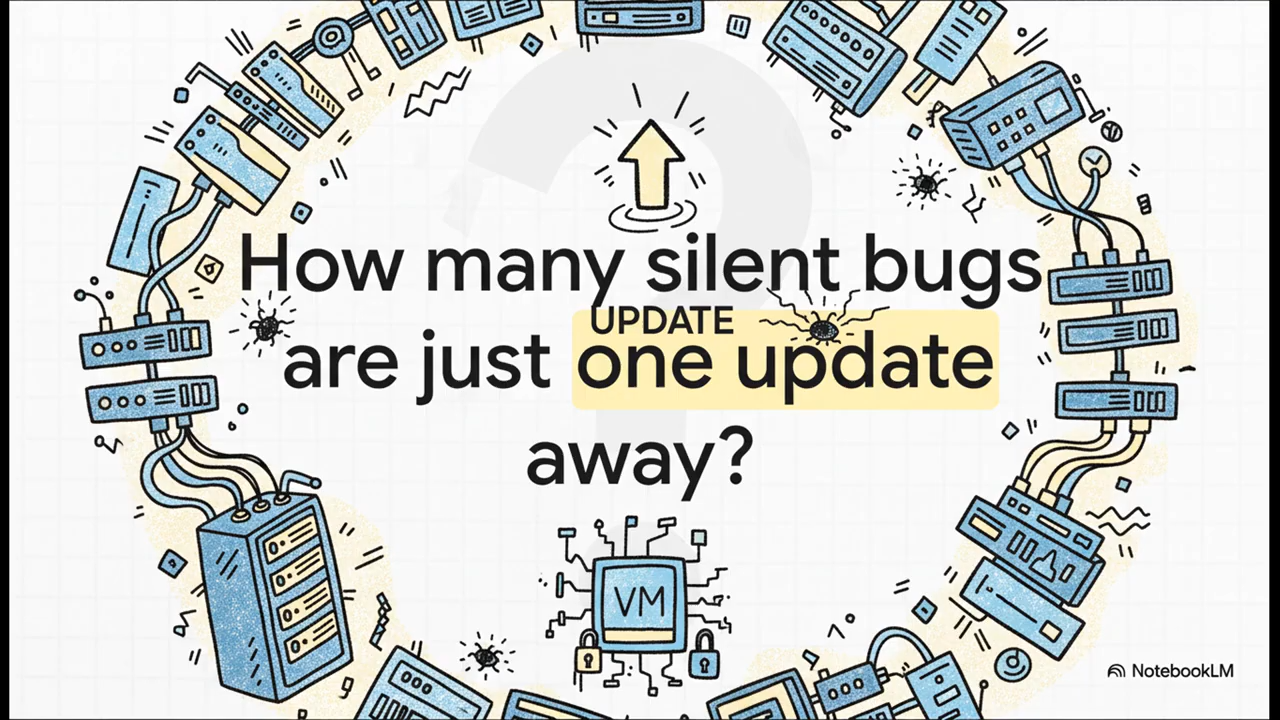 How many silent bugs
UPDATE
are just one update
away?
VM
NotebookLM